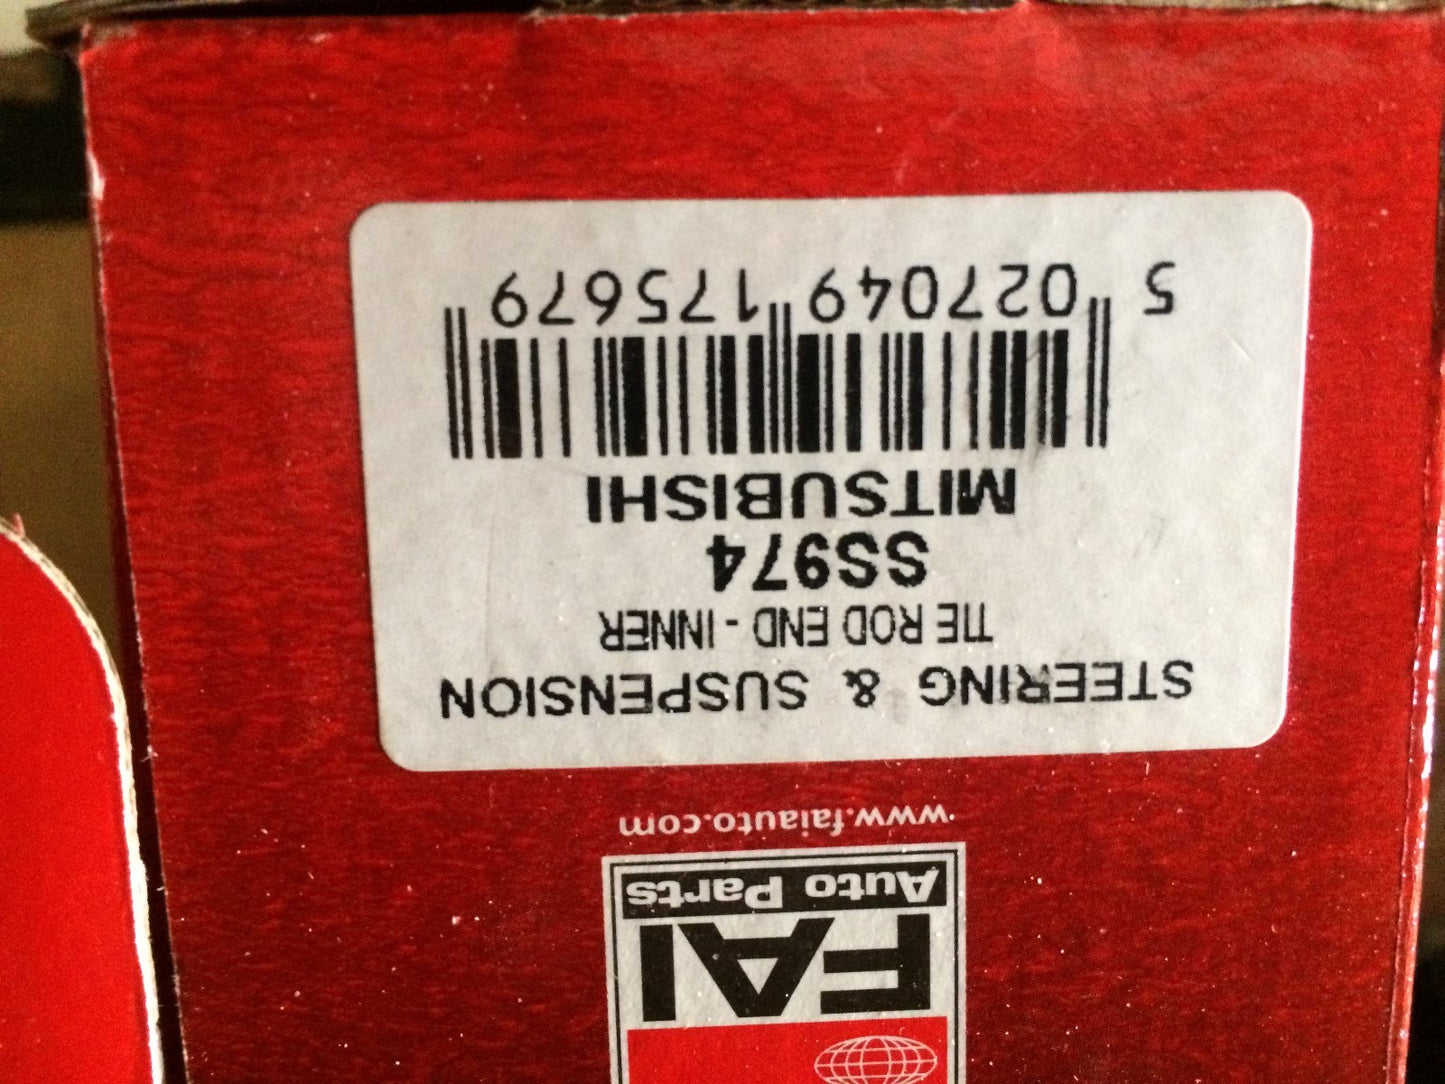 FAI
Auto Parts
www.faiauto.com
STEERING & SUSPENSION
TIE ROD END - INNER
SS974
MITSUBISHI
5 027049 175679